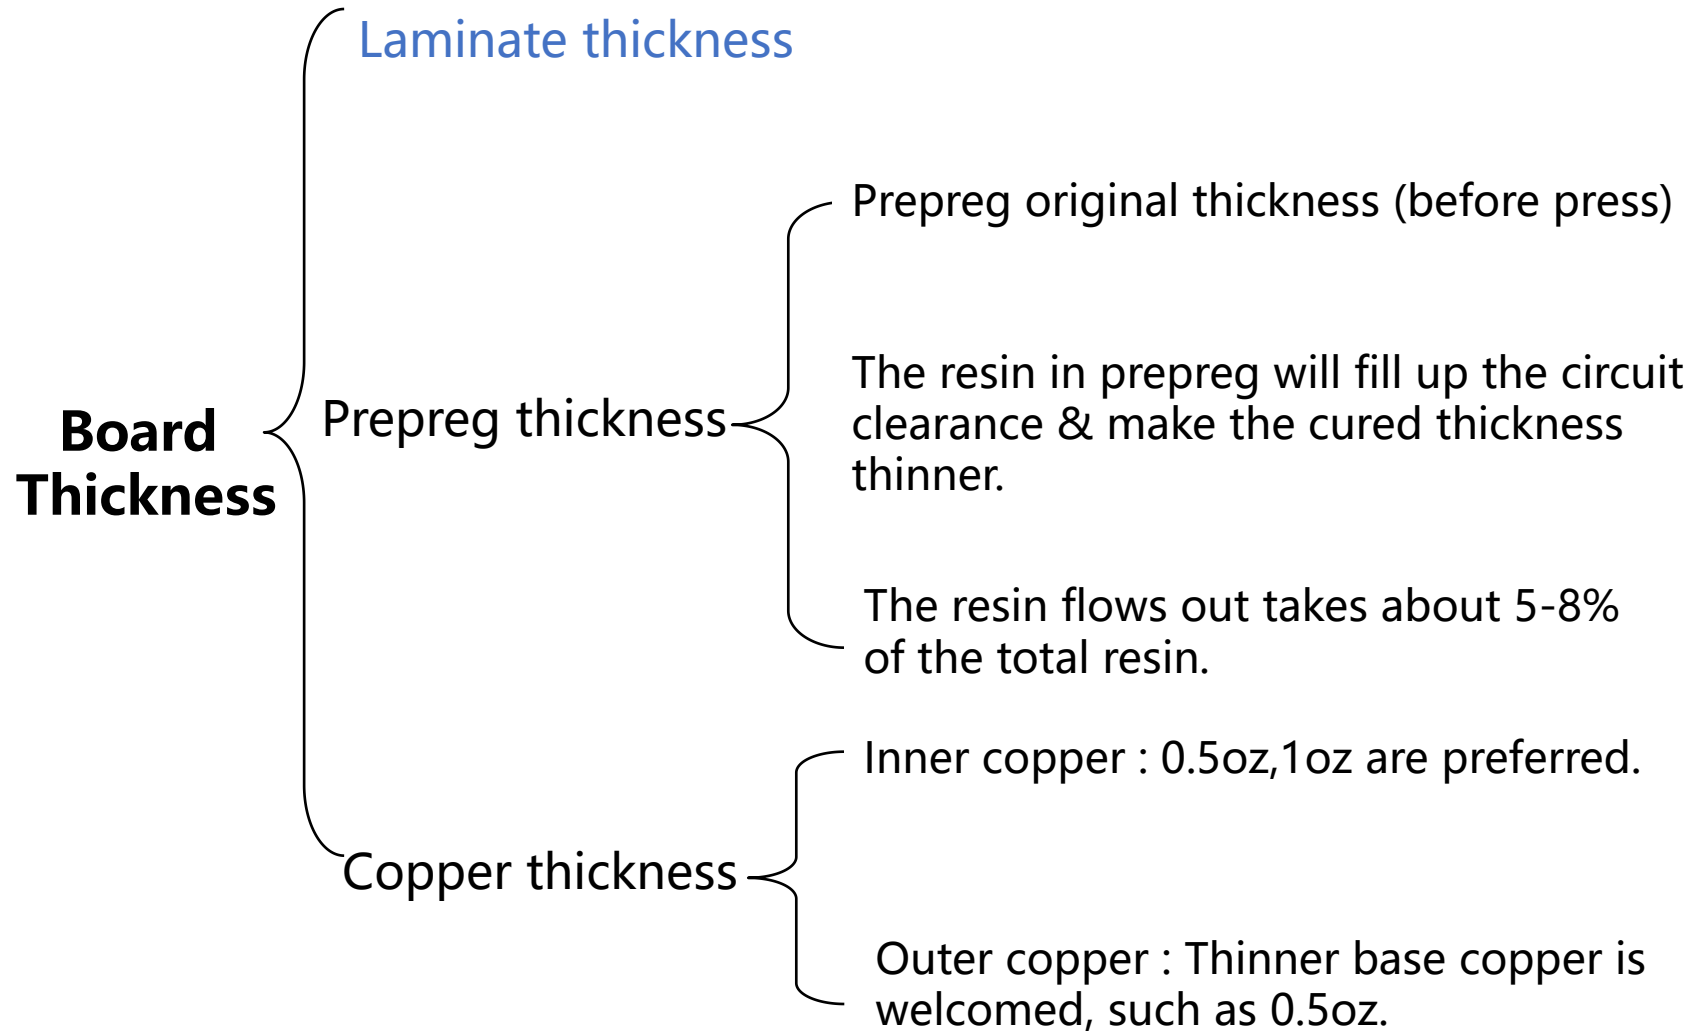 Laminate thickness
Prepreg original thickness (before press)
The resin in prepreg will fill up the circuit
clearance & make the cured thickness
thinner.
Board
Thickness
Prepreg thickness
The resin flows out takes about 5-8%
of the total resin.
Inner copper : 0.5oz,1oz are preferred.
Copper thickness
Outer copper : Thinner base copper is
welcomed, such as 0.5oz.